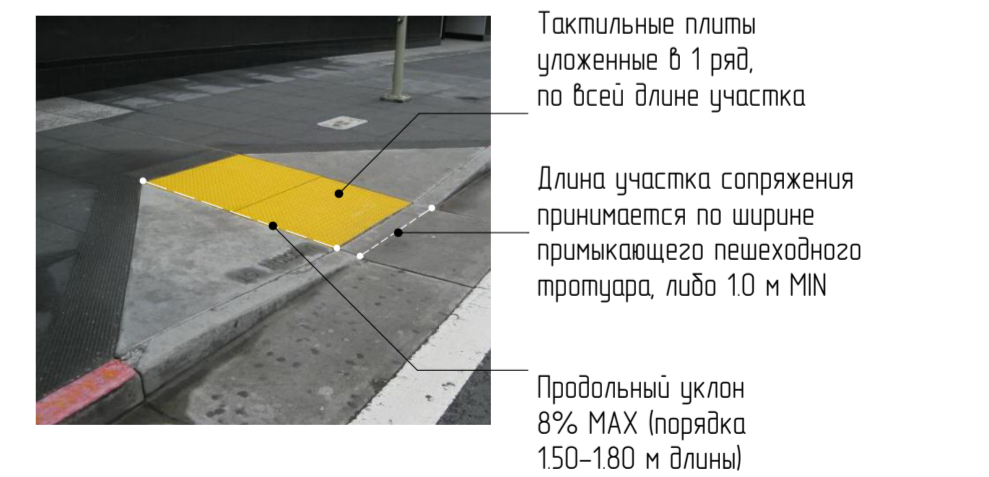 Тактильные плиты
уложенные в 1 ряд,
по всей длине участка
Длина участка сопряжения
принимается по ширине
примыкающего пешеходного
тротуара, либо 1.0 м MIN
Продольный уклон
8% MAX (порядка
1.50-1.80 м длины)